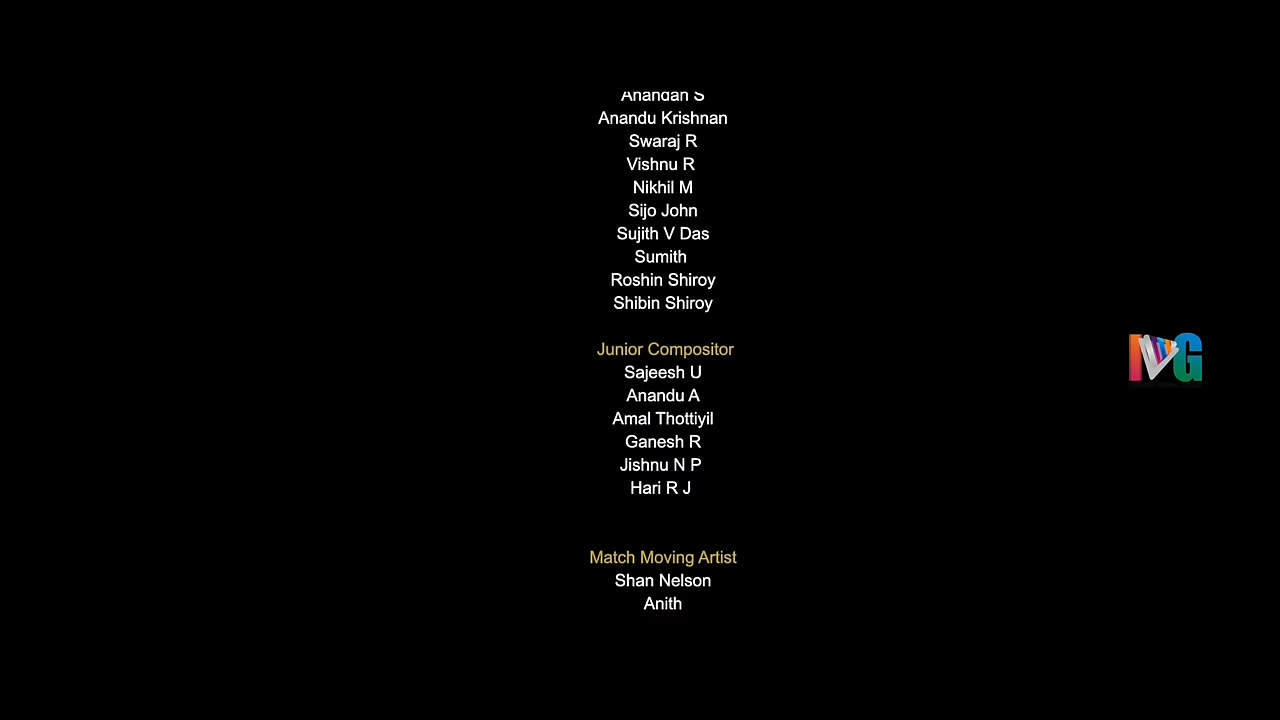 Anandan S
Anandu Krishnan
Swaraj R
Vishnu R
Nikhil M
Sijo John
Sujith V Das
Sumith
Roshin Shiroy
Shibin Shiroy
Junior Compositor
Sajeesh U
Anandu A
Amal Thottiyil
Ganesh R
Jishnu N P
Hari R J
Match Moving Artist
Shan Nelson
Anith